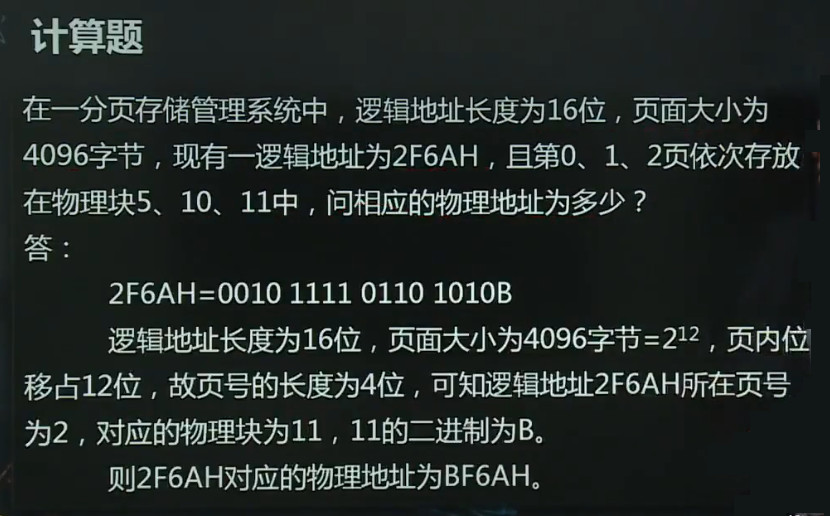 计算题
在一分页存储管理系统中，逻辑地址长度为16位，页面大小为
4096字节，现有一逻辑地址为2F6AH，且第0、1、2页依次存放
在物理块5、10、11中，问相应的物理地址为多少？
答：
2F6AH=0010 1111 0110 1010B
逻辑地址长度为16位，页面大小为4096字节=2¹²，页内位
移占12位，故页号的长度为4位，可知逻辑地址2F6AH所在页号
为2，对应的物理块为11，11的二进制为B。
则2F6AH对应的物理地址为BF6AH。